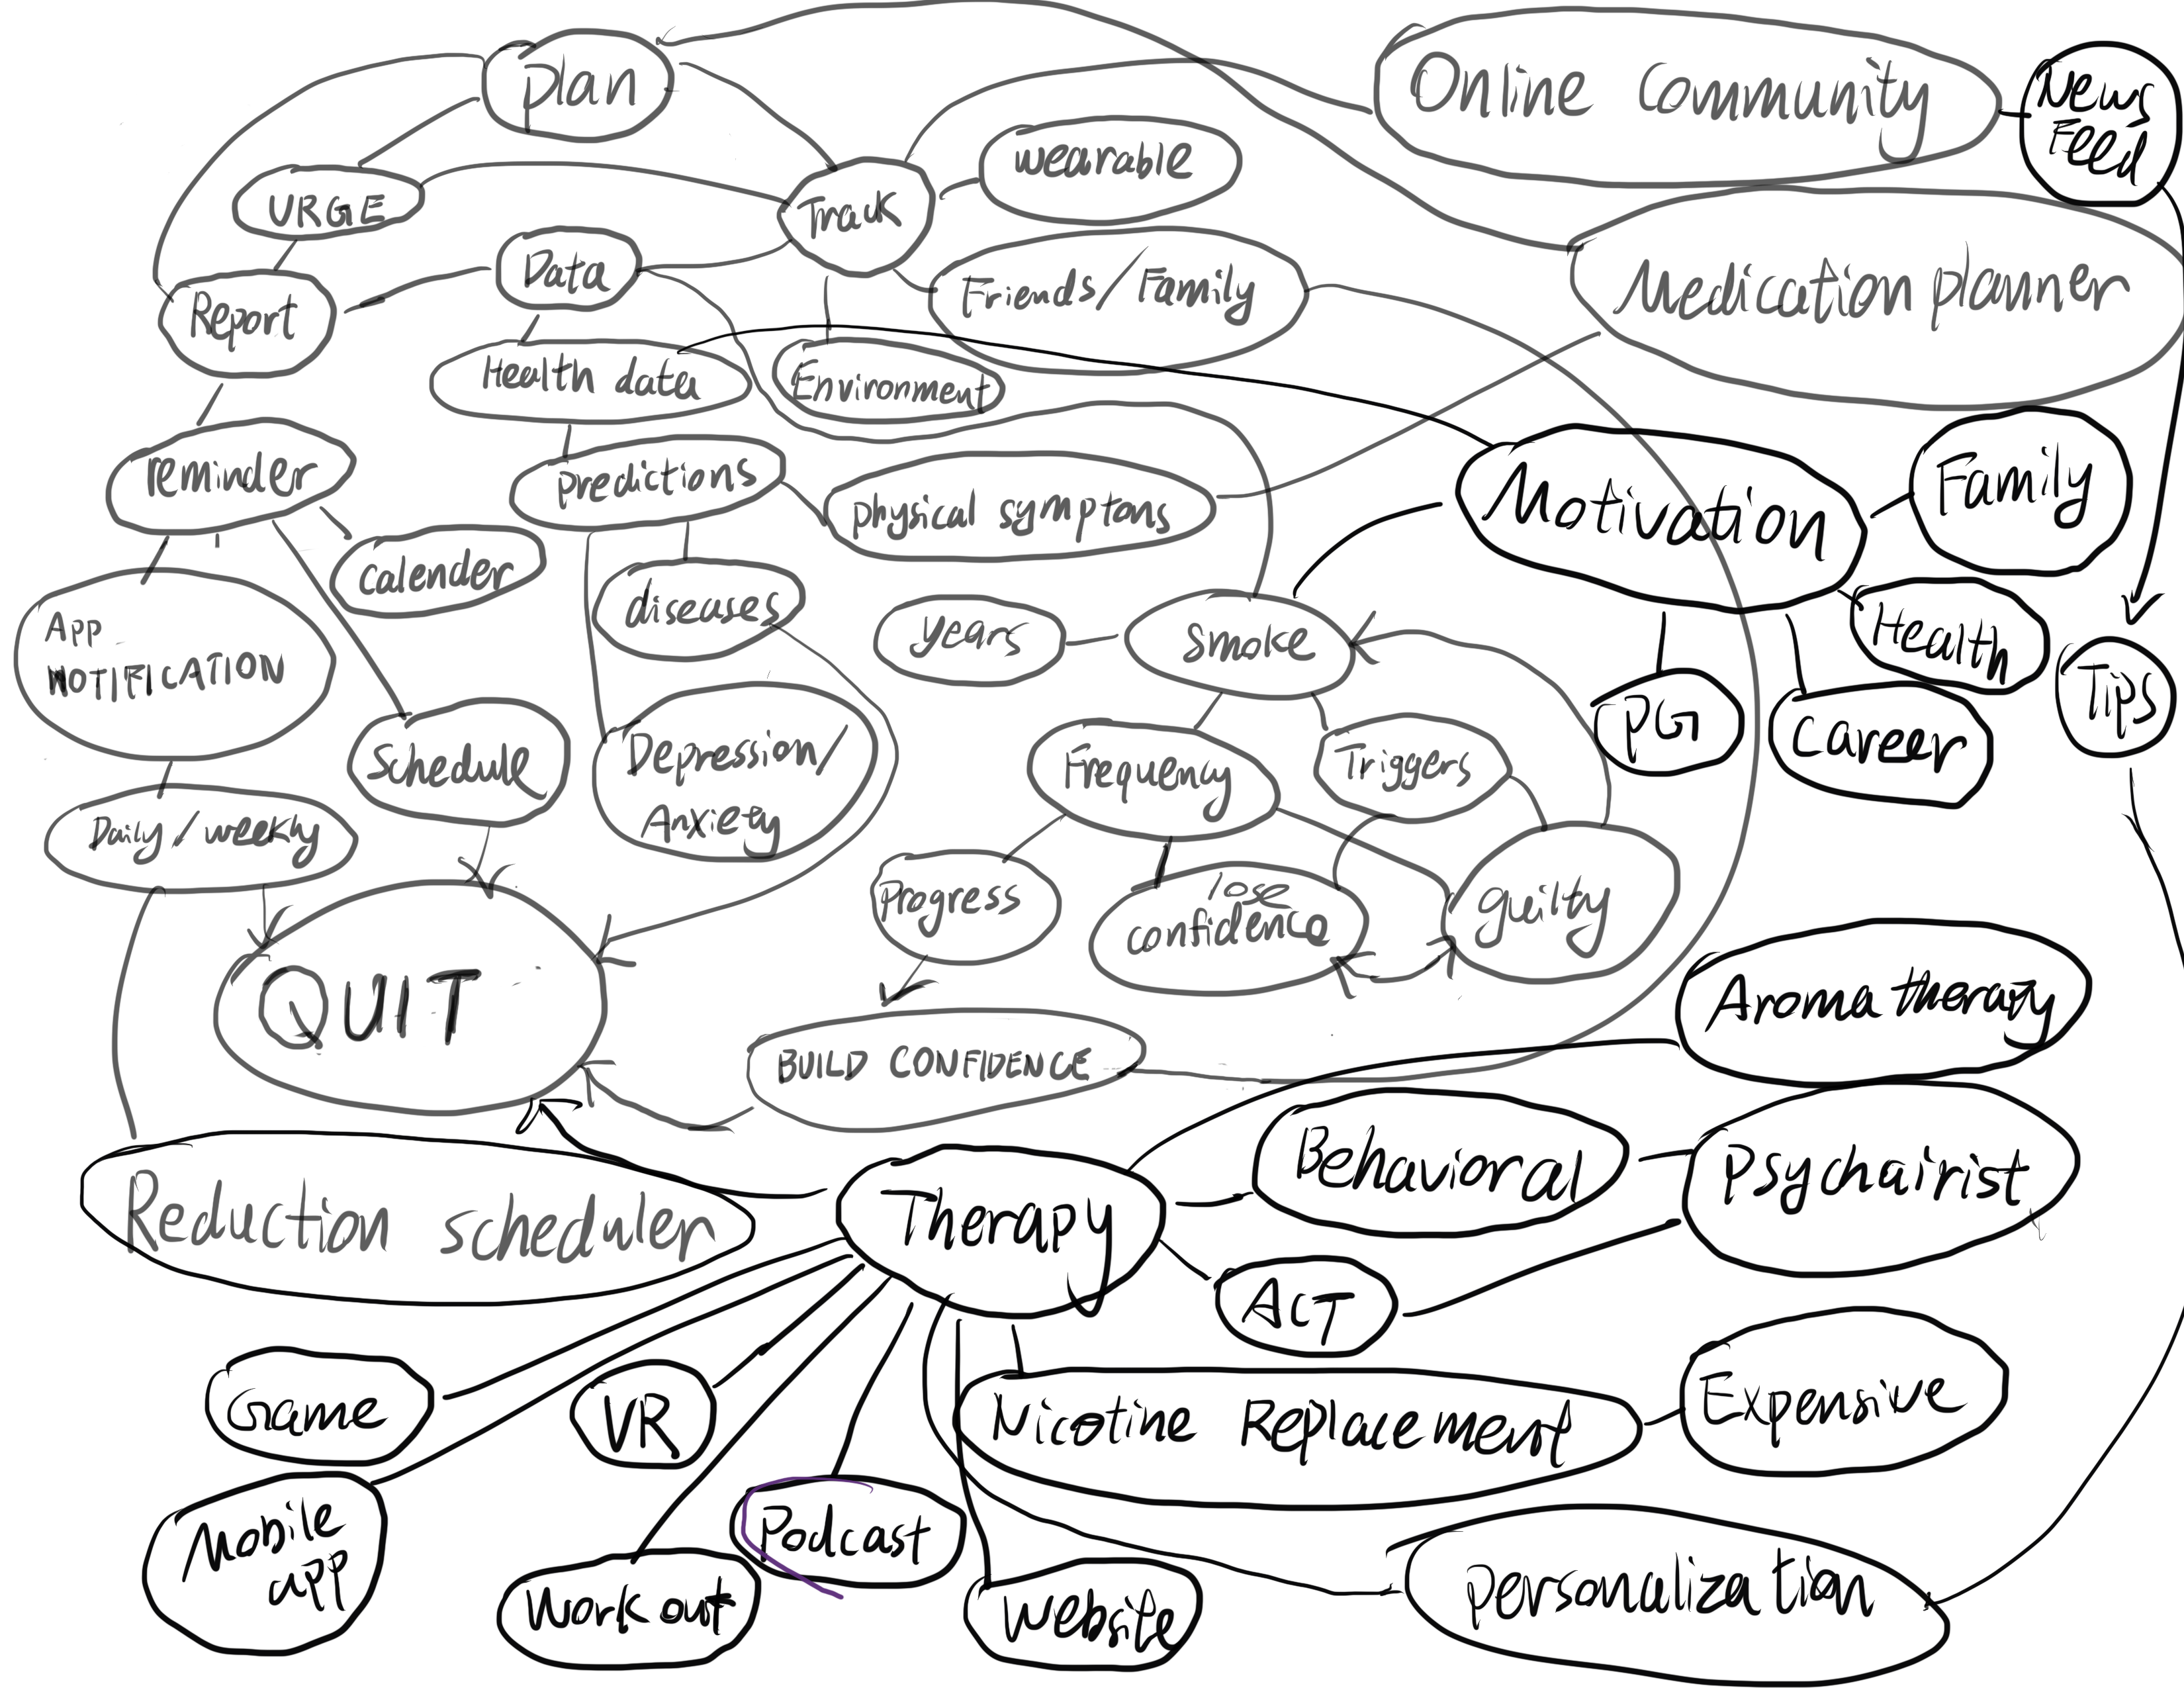 plan
Online Community
News
Feed
wearable
URGE
Track
Data
Friends/Family
Medication planner
Report
Health data
Environment
reminder
predictions
physical symptons
Motivation
Family
calender
diseases
years
Smoke
Health
App
NOTIFICATION
Tips
PG
Career
Schedule
Depression/
Anxiety
Frequency
Triggers
Daily / weekly
Progress
lose
confidence
guilty
QUIT
Aroma therapy
BUILD CONFIDENCE
Behavioral
Psychairist
Reduction scheduler
Therapy
ACT
Game
VR
Nicotine Replacement
Expensive
Mobile
app
Podcast
Work out
Website
personalization